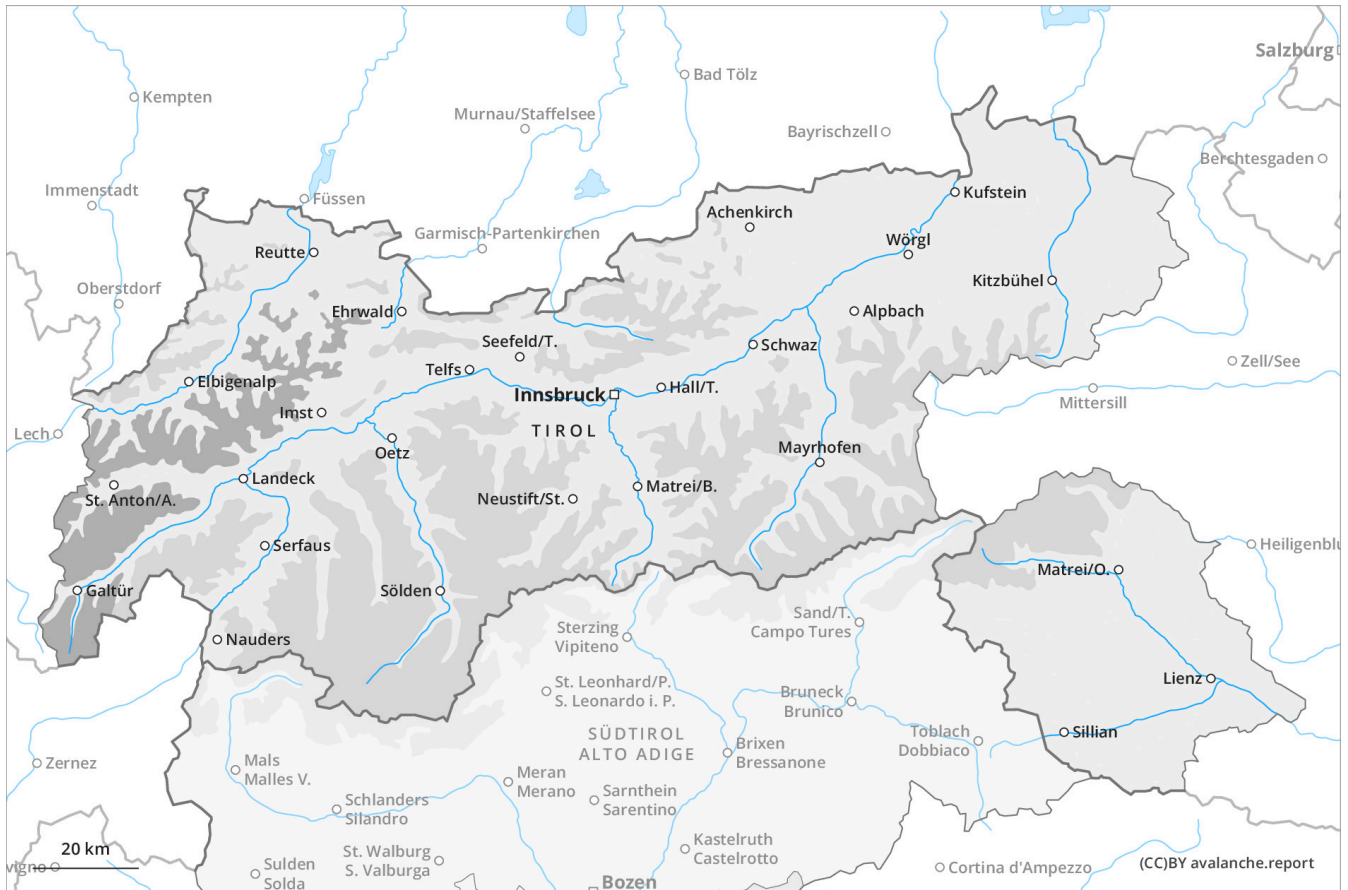 Salzburg
Bad Tölz
Kempten
Murnau/Staffelsee
Bayrischzell
Berchtesgaden
Immenstadt
Füssen
Kufstein
Achenkirch
Garmisch-Partenkirchen
Wörgl
Reutte
Kitzbühel
Oberstdorf
Ehrwald
Alpbach
Seefeld/T.
Schwaz
Zell/See
Telfs
Elbigenalp
Hall/T.
Innsbruck
Mittersill
Imst
TIROL
Lech
Oetz
Mayrhofen
Landeck
St. Anton/A.
Neustift/St.
Matrei/B.
Serfaus
Heiligenblu
Matrei/O.
Galtür
Sölden
Sand/T.
Campo Tures
Sterzing
Vipiteno
Nauders
Lienz
St. Leonhard/P.
S. Leonardo i. P.
Bruneck
Brunico
SÜDTIROL
ALTO ADIGE
Toblach
Dobbiaco
Sillian
Brixen
Bressanone
Zernez
Mals
Malles V.
Meran
Merano
Sarnthein
Sarentino
Schlanders
Silandro
Kastelruth
Castelrotto
20 km
St. Walburg
S. Valburga
vigno
Sulden
Solda
Cortina d'Ampezzo
(CC)BY avalanche.report
Bozen